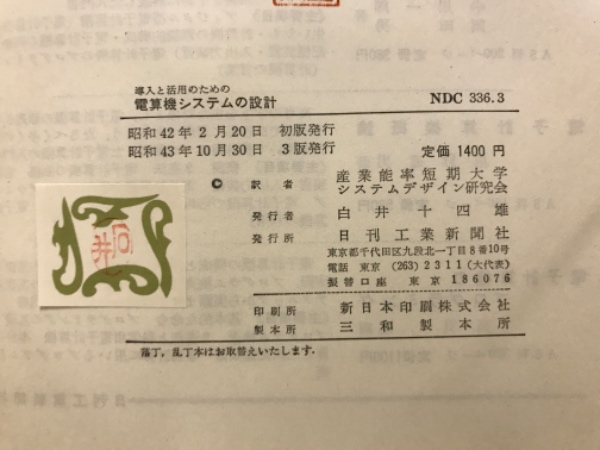 導入と活用のための
電算機システムの設計
NDC 336.3
昭和42年2月20日 初版発行
昭和43年10月30日 3版発行
定価 1400円
© 訳者 産業能率短期大学
システムデザイン研究会
発行者 白井十四雄
発行所 日刊工業新聞社
東京都千代田区九段北一丁目8番10号
電話 東京 (263) 2311 (大代表)
振替口座 東京 186076
印刷所 新日本印刷株式会社
製本所 三和製本所
落丁,乱丁本はお取替えいたします.